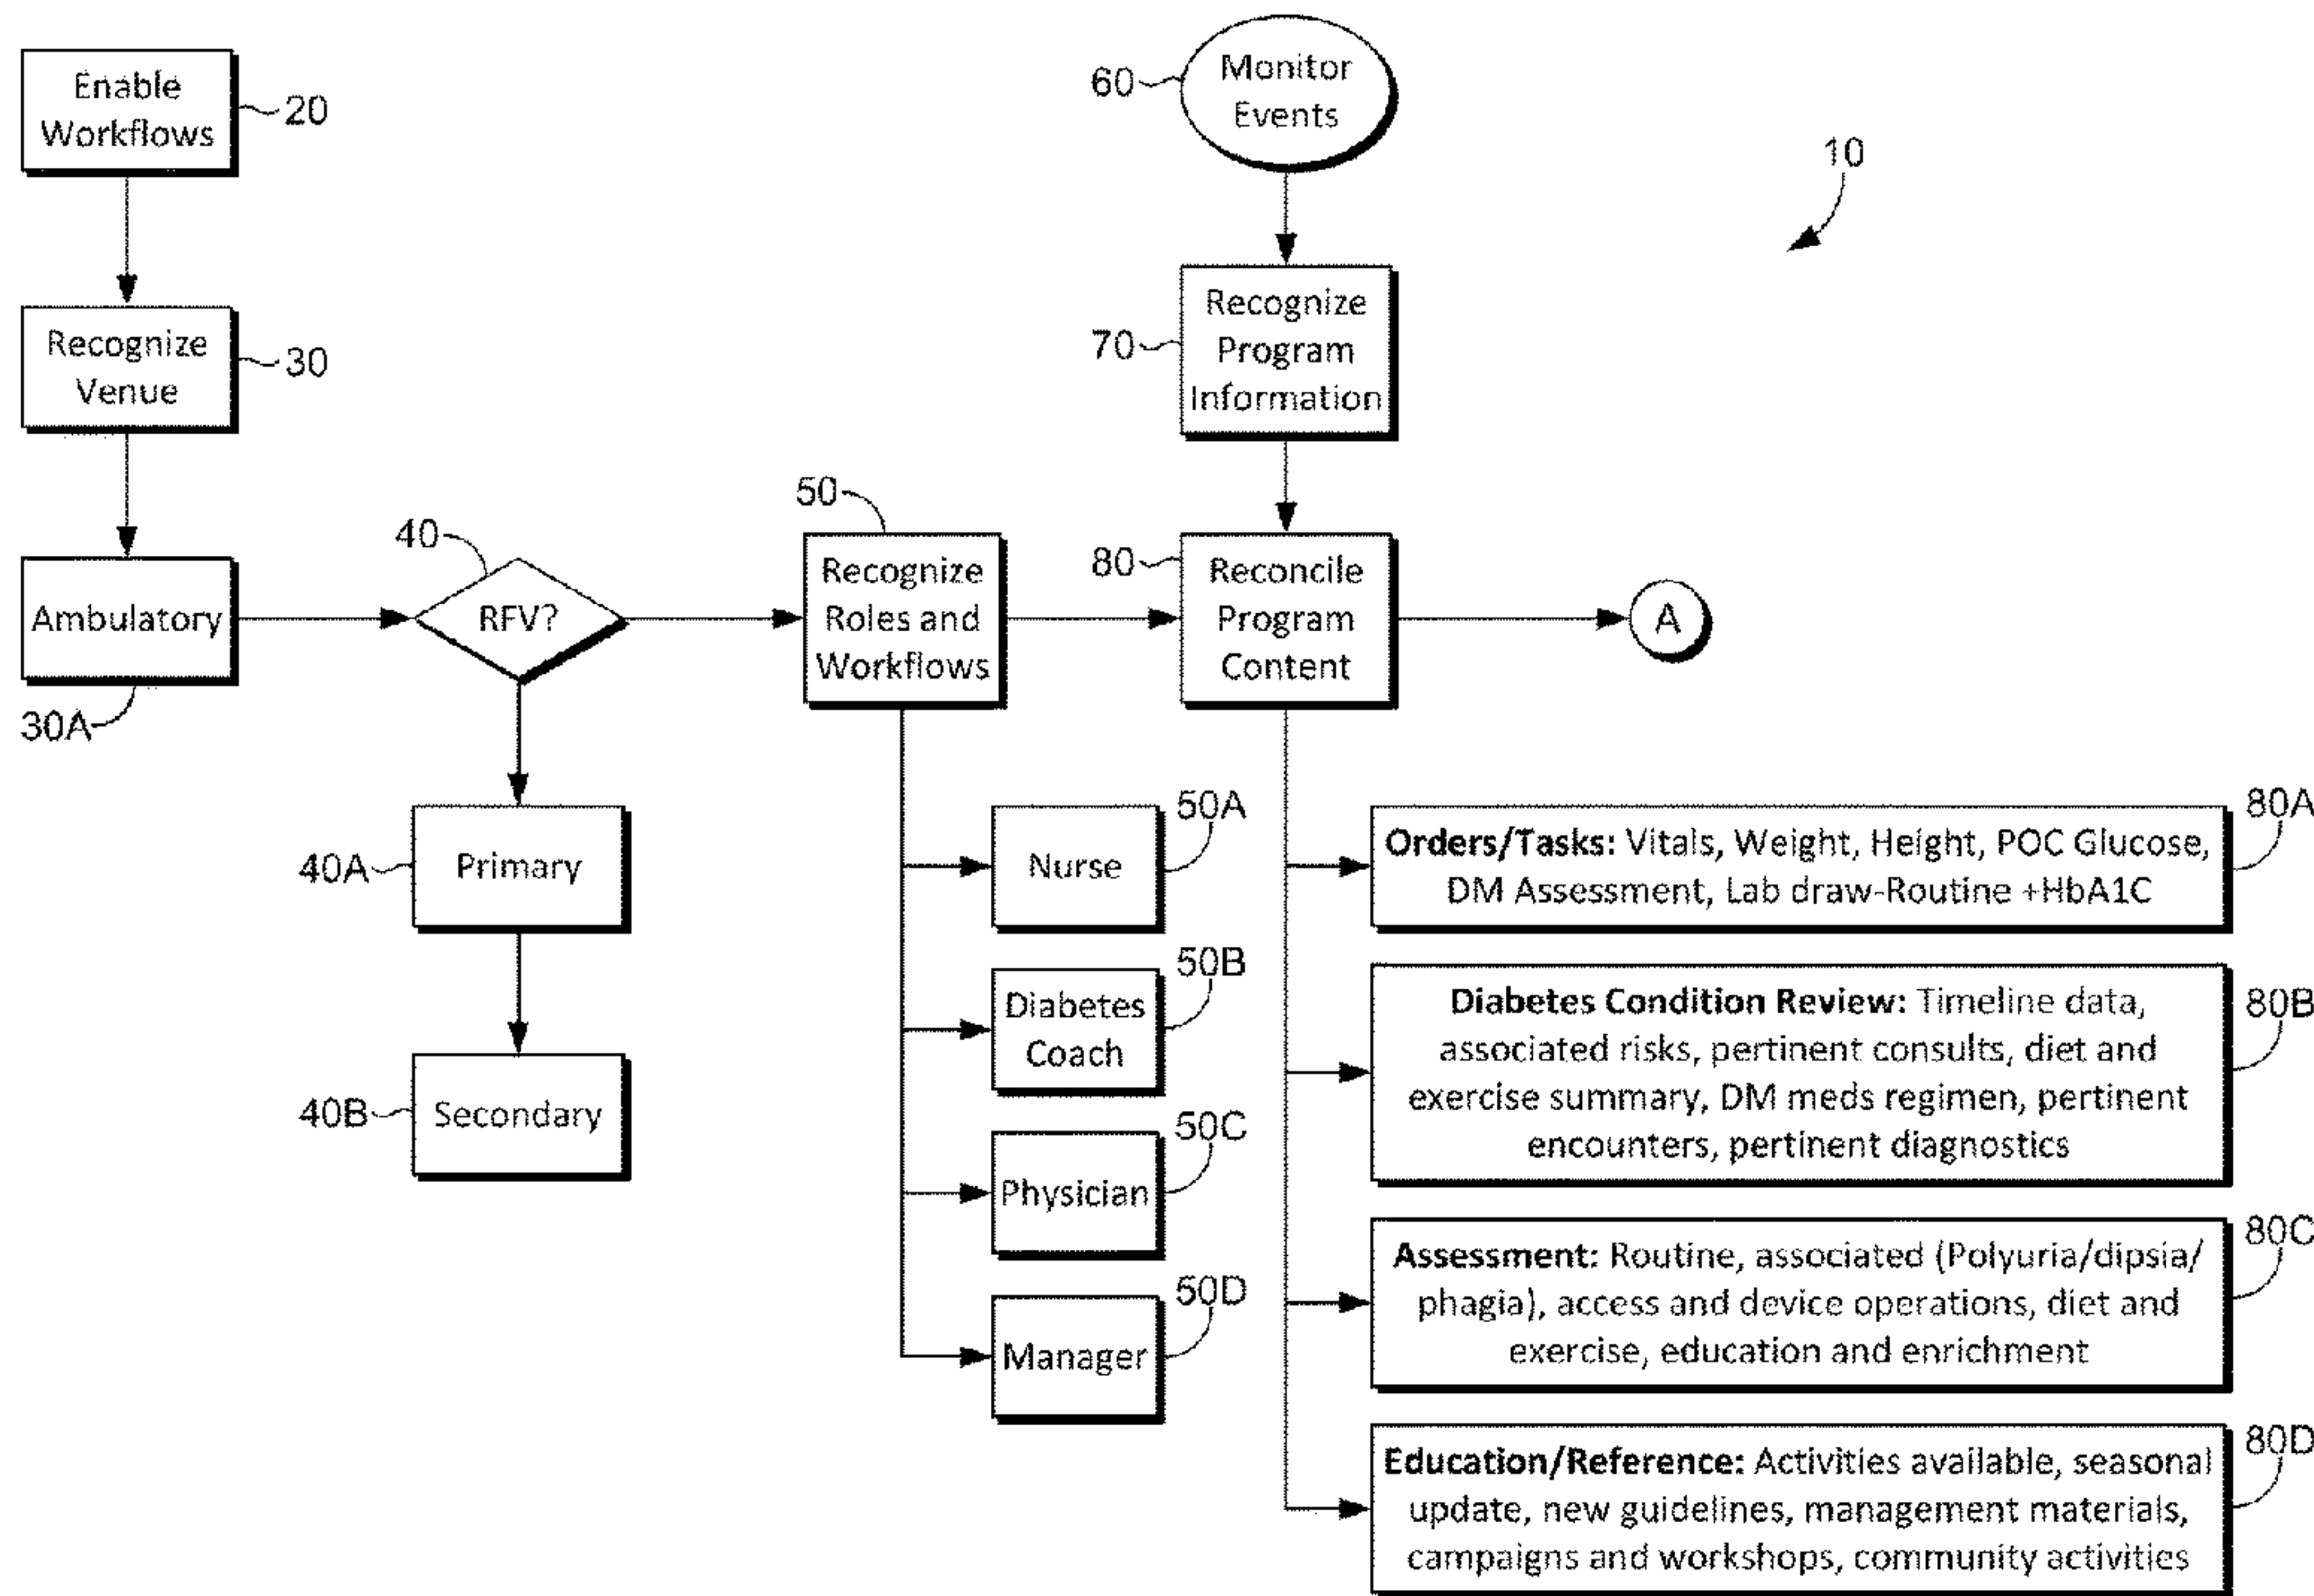 Enable
Workflows
20
Recognize
Venue
30
Ambulatory
30A
40
RFV?
40A
Primary
40B
Secondary
50
Recognize
Roles and
Workflows
50A
Nurse
50B
Diabetes
Coach
50C
Physician
50D
Manager
60
Monitor
Events
70
Recognize
Program
Information
80
Reconcile
Program
Content
A
10
80A
Orders/Tasks: Vitals, Weight, Height, POC Glucose,
DM Assessment, Lab draw-Routine +HbA1C
80B
Diabetes Condition Review: Timeline data,
associated risks, pertinent consults, diet and
exercise summary, DM meds regimen, pertinent
encounters, pertinent diagnostics
80C
Assessment: Routine, associated (Polyuria/dipsia/
phagia), access and device operations, diet and
exercise, education and enrichment
80D
Education/Reference: Activities available, seasonal
update, new guidelines, management materials,
campaigns and workshops, community activities